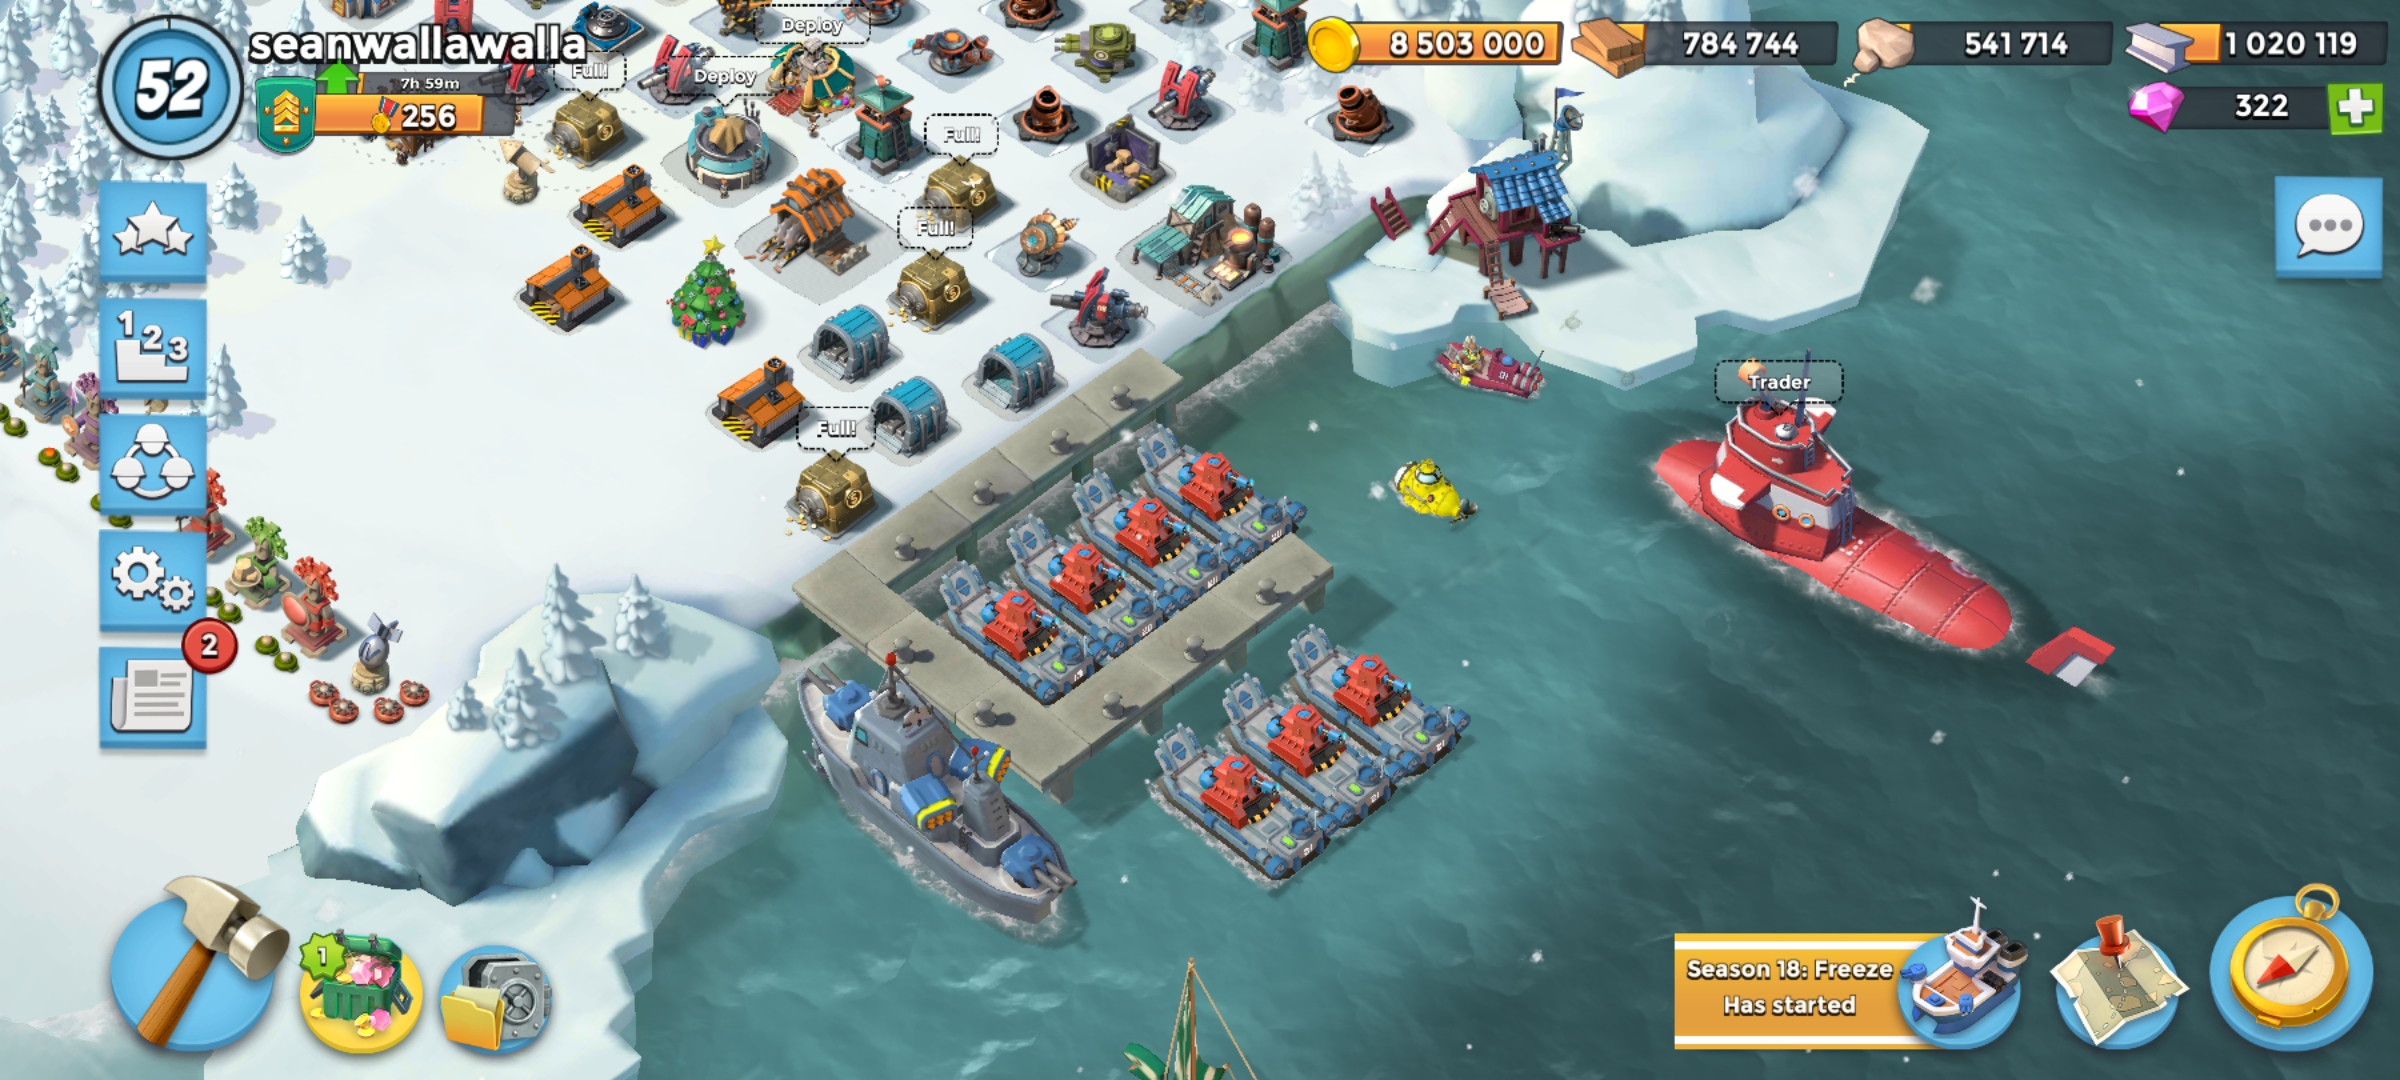 Deploy
seanwallawalla
8 503 000
784 744
541 714
1 020 119
52
Full!
Deploy
7h 59m
256
322
Full!
Full!
123
Trader
Full!
2
1
Season 18: Freeze
Has started